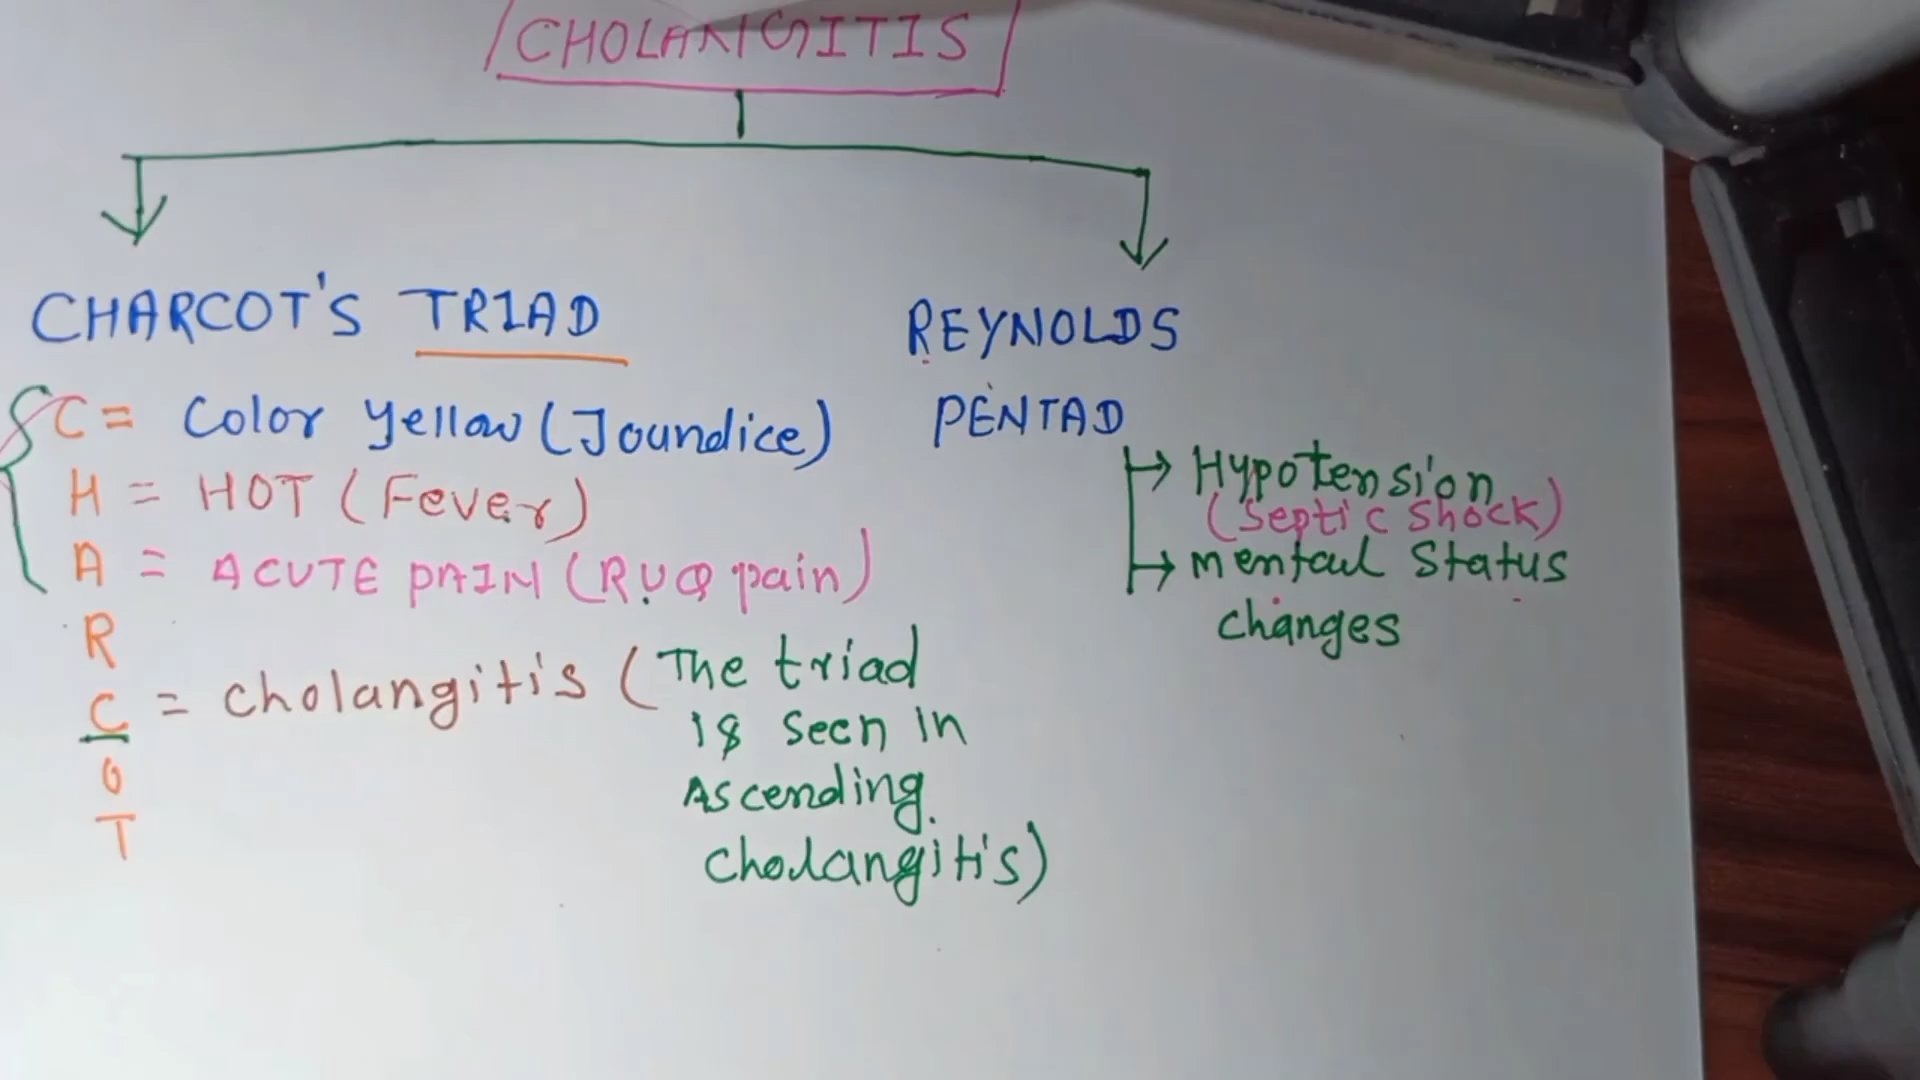 CHOLANGITIS
CHARCOT'S TRIAD
C = Color yellow (Joundice)
H = HOT (Fever)
A = ACUTE PAIN (RUQ pain)
R
C = cholangitis (The triad
is seen in
Ascending
cholangitis)
O
T
REYNOLDS
PENTAD
Hypotension
(Septic Shock)
mental Status
changes